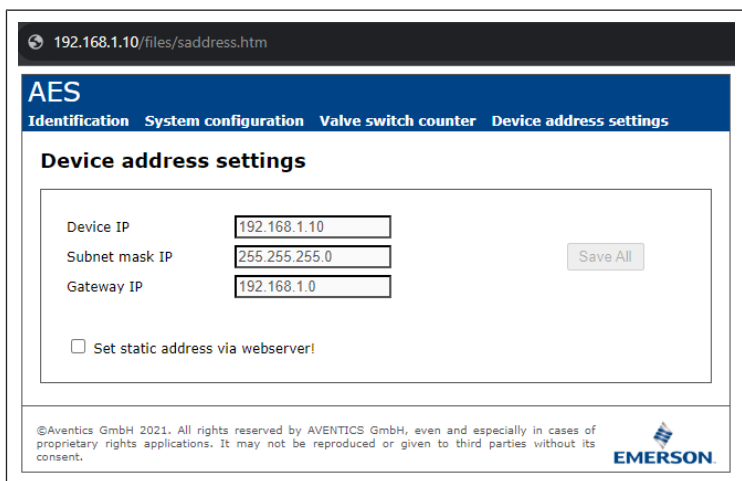 192.168.1.10/files/saddress.htm
AES
Identification System configuration Valve switch counter Device address settings
Device address settings
Device IP 192.168.1.10
Subnet mask IP 255.255.255.0 Save All
Gateway IP 192.168.1.0
Set static address via webserver!
©Aventics GmbH 2021. All rights reserved by AVENTICS GmbH, even and especially in cases of
proprietary rights applications. It may not be reproduced or given to third parties without its
consent.
EMERSON.